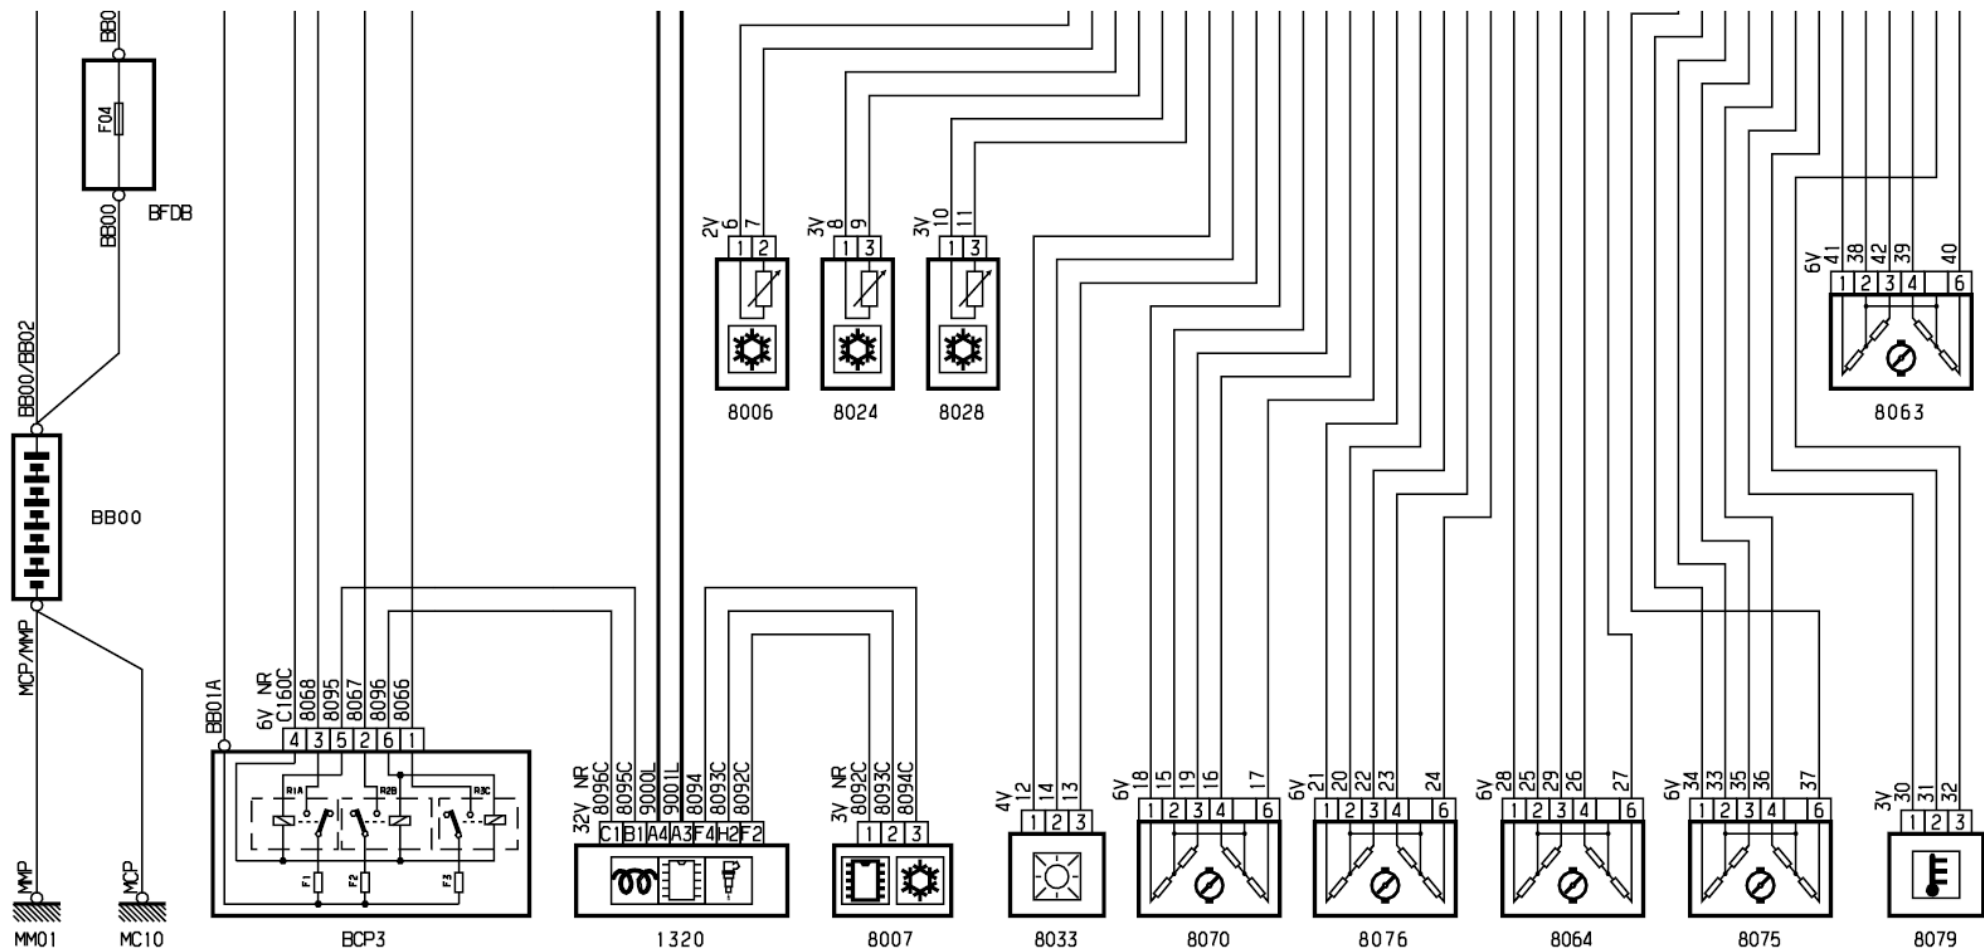 BB0
F04
BB00
BFDB
BB00/BB02
BB00
MCP/MMP
MMP
MCP
MM01
MC10
BB01A
6V NR
C160C
8068
8095
8067
8096
8066
4 3 5 2 6 1
R1A
R2B
R3C
F1
F2
F3
BCP3
32V NR
8096C
8095C
9000L
9001L
8094
8093C
8092C
C1 B1 A4 A3 F4 H2 F2
1320
3V NR
8092C
8093C
8094C
1 2 3
8007
2V
6
7
1 2
8006
3V
8
9
1 3
8024
3V
10
11
1 3
8028
4V
12
14
13
1 2 3
8033
6V
18
15
19
16
17
1 2 3 4 6
8070
6V
21
20
22
23
24
1 2 3 4 6
8076
6V
28
25
29
26
27
1 2 3 4 6
8064
6V
34
33
35
36
37
1 2 3 4 6
8075
6V
41
38
42
39
40
1 2 3 4 6
8063
3V
30
31
32
1 2 3
8079